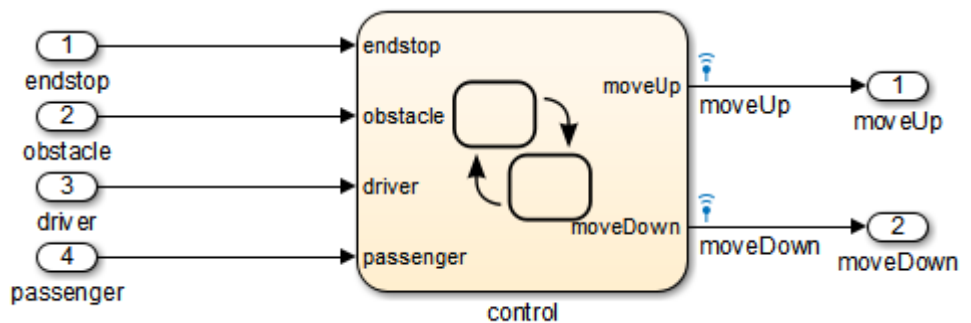 1
endstop
2
obstacle
3
driver
4
passenger
endstop
obstacle
driver
passenger
moveUp
moveDown
control
moveUp
moveDown
1
moveUp
2
moveDown